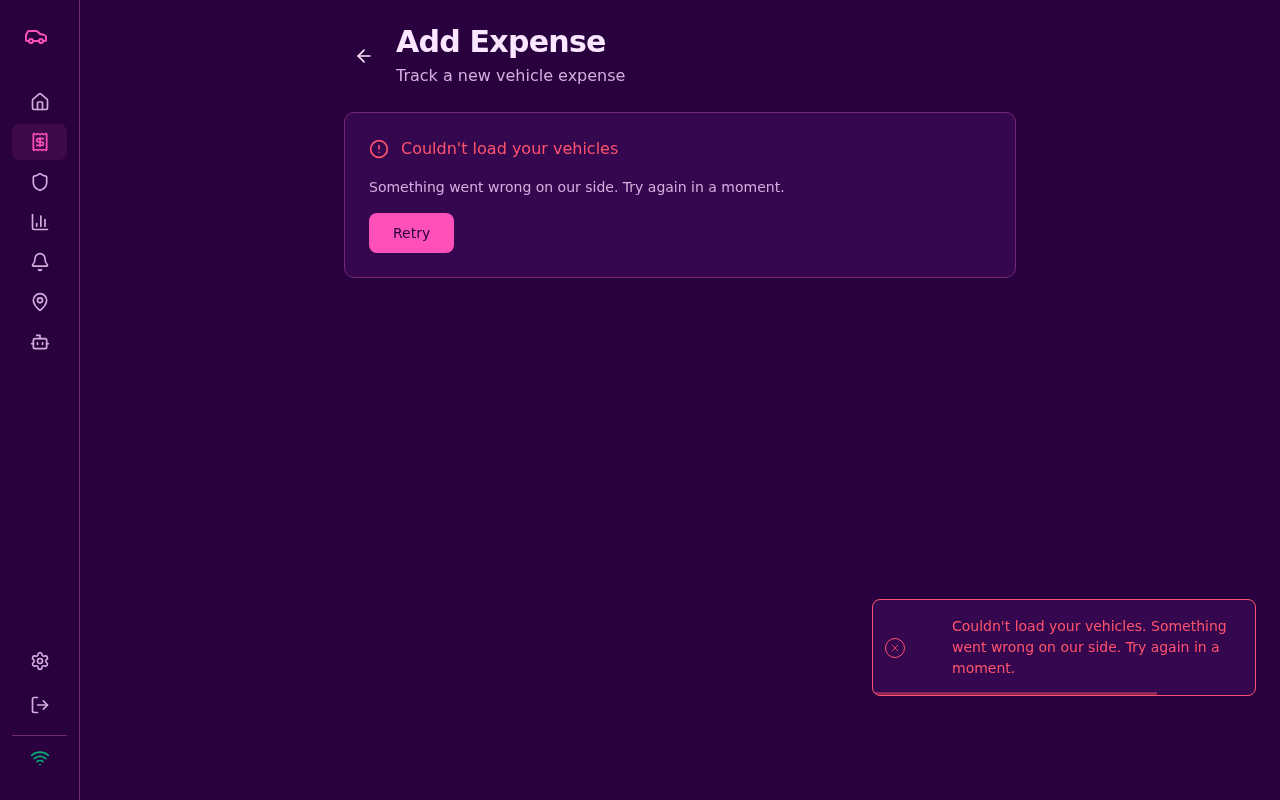 Add Expense
Track a new vehicle expense
Couldn't load your vehicles
Something went wrong on our side. Try again in a moment.
Retry
Couldn't load your vehicles. Something
went wrong on our side. Try again in a
moment.